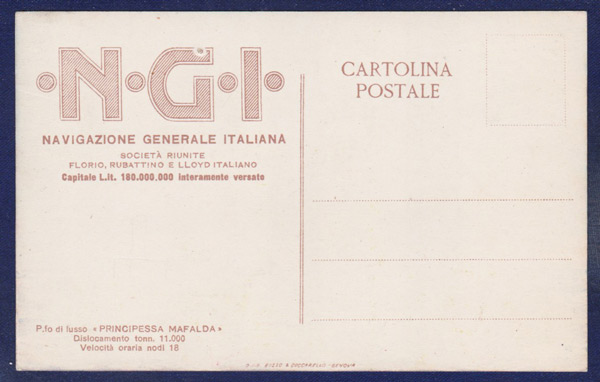 •N•G•I•
NAVIGAZIONE GENERALE ITALIANA
SOCIETÀ RIUNITE
FLORIO, RUBATTINO E LLOYD ITALIANO
Capitale L.it. 180.000.000 interamente versato
CARTOLINA
POSTALE
P.fo di lusso « PRINCIPESSA MAFALDA »
Dislocamento tonn. 11.000
Velocità oraria nodi 18